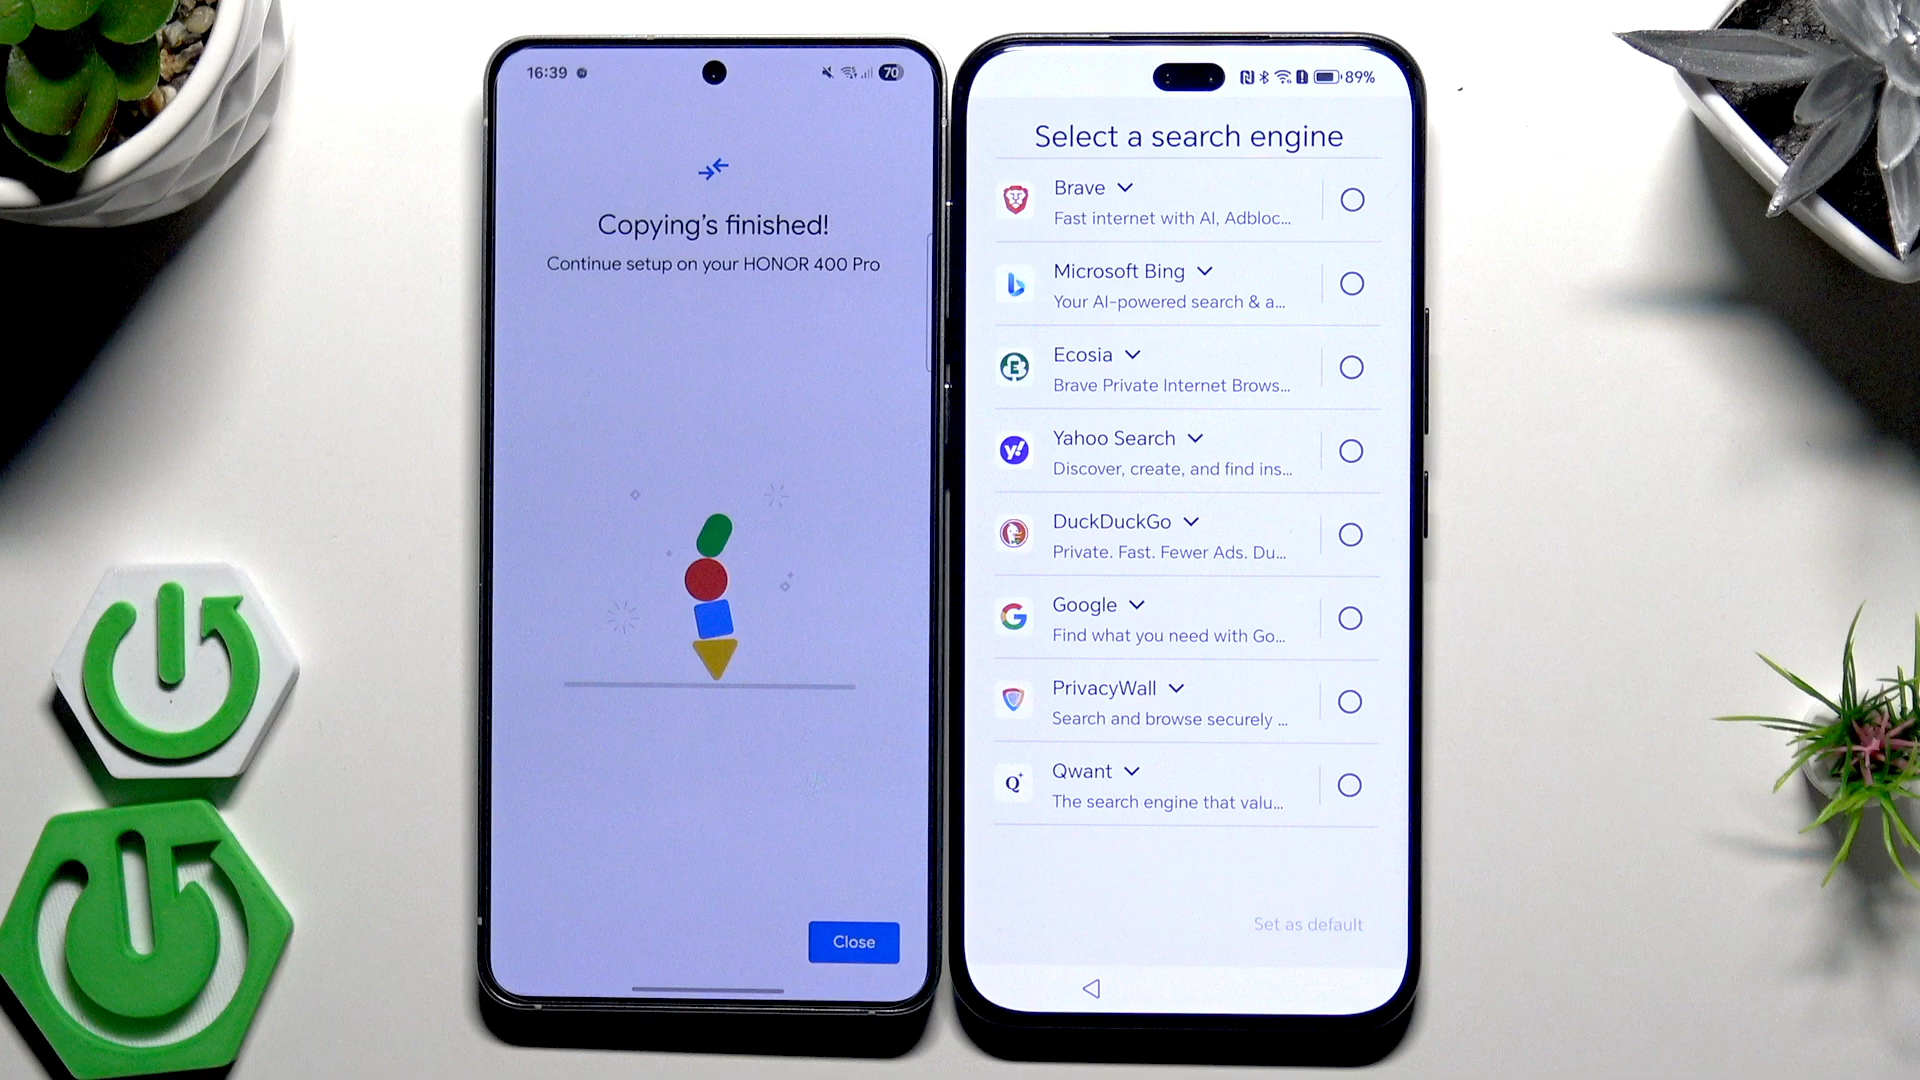 16:39
70
Copying's finished!
Continue setup on your HONOR 400 Pro
Close
89%
Select a search engine
Brave
Fast internet with AI, Adbloc...
Microsoft Bing
Your AI-powered search & a...
Ecosia
Brave Private Internet Brows...
Yahoo Search
Discover, create, and find ins...
DuckDuckGo
Private. Fast. Fewer Ads. Du...
Google
Find what you need with Go...
PrivacyWall
Search and browse securely ...
Qwant
The search engine that valu...
Set as default